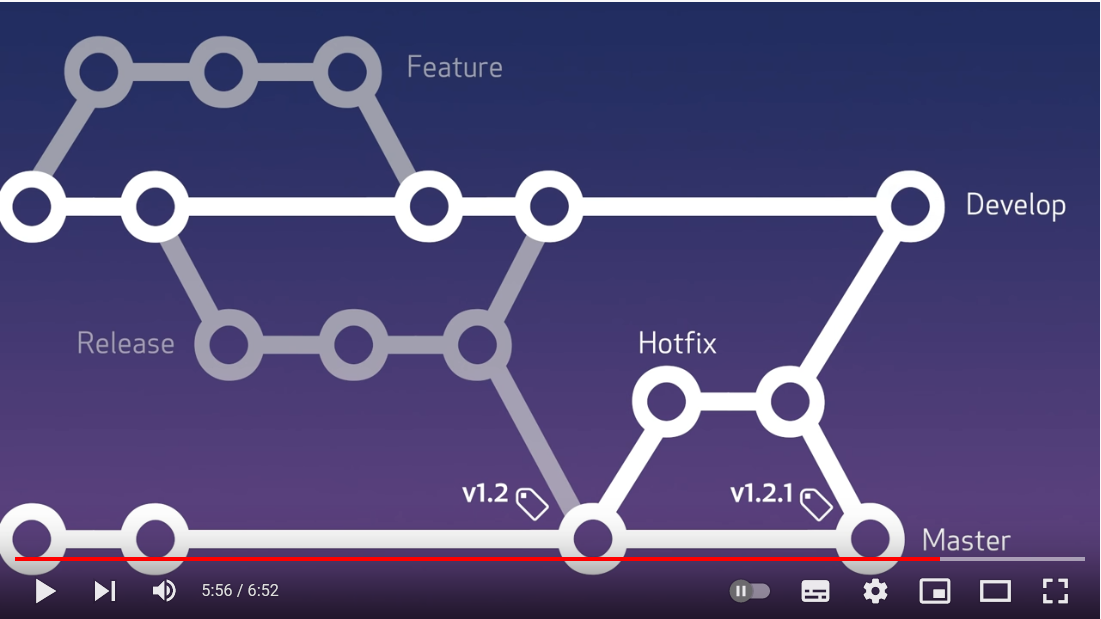 Feature
Develop
Release
Hotfix
v1.2
v1.2.1
Master
5:56 / 6:52